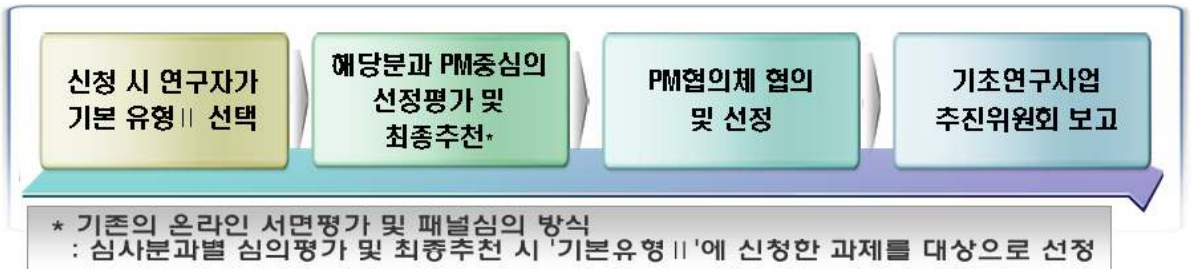 신청 시 연구자가
기본 유형Ⅱ 선택
해당분과 PM중심의
선정평가 및
최종추천*
PM협의체 협의
및 선정
기초연구사업
추진위원회 보고
* 기존의 온라인 서면평가 및 패널심의 방식
: 심사분과별 심의평가 및 최종추천 시 '기본유형Ⅱ'에 신청한 과제를 대상으로 선정